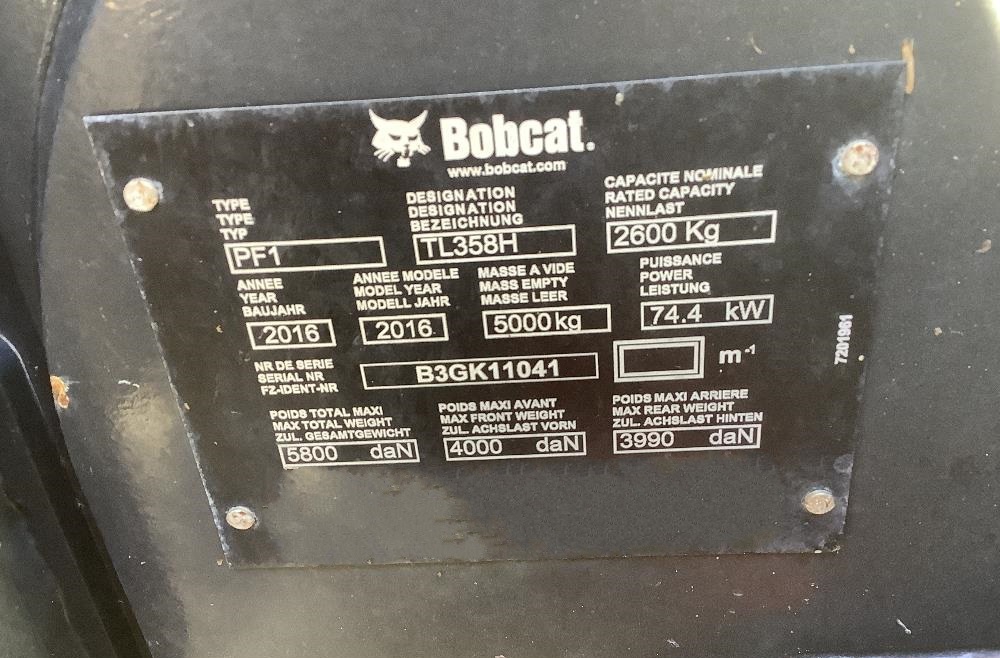 Bobcat.
www.bobcat.com
TYPE
TYPE
TYP
PF1
DESIGNATION
DESIGNATION
BEZEICHNUNG
TL358H
CAPACITE NOMINALE
RATED CAPACITY
NENNLAST
2600 Kg
ANNEE
YEAR
BAUJAHR
2016
ANNEE MODELE
MODEL YEAR
MODELL JAHR
2016
MASSE A VIDE
MASS EMPTY
MASSE LEER
5000 kg
PUISSANCE
POWER
LEISTUNG
74.4 kW
NR DE SERIE
SERIAL NR
FZ-IDENT-NR
B3GK11041
m⁻¹
7201961
POIDS TOTAL MAXI
MAX TOTAL WEIGHT
ZUL. GESAMTGEWICHT
5800 daN
POIDS MAXI AVANT
MAX FRONT WEIGHT
ZUL. ACHSLAST VORN
4000 daN
POIDS MAXI ARRIERE
MAX REAR WEIGHT
ZUL. ACHSLAST HINTEN
3990 daN